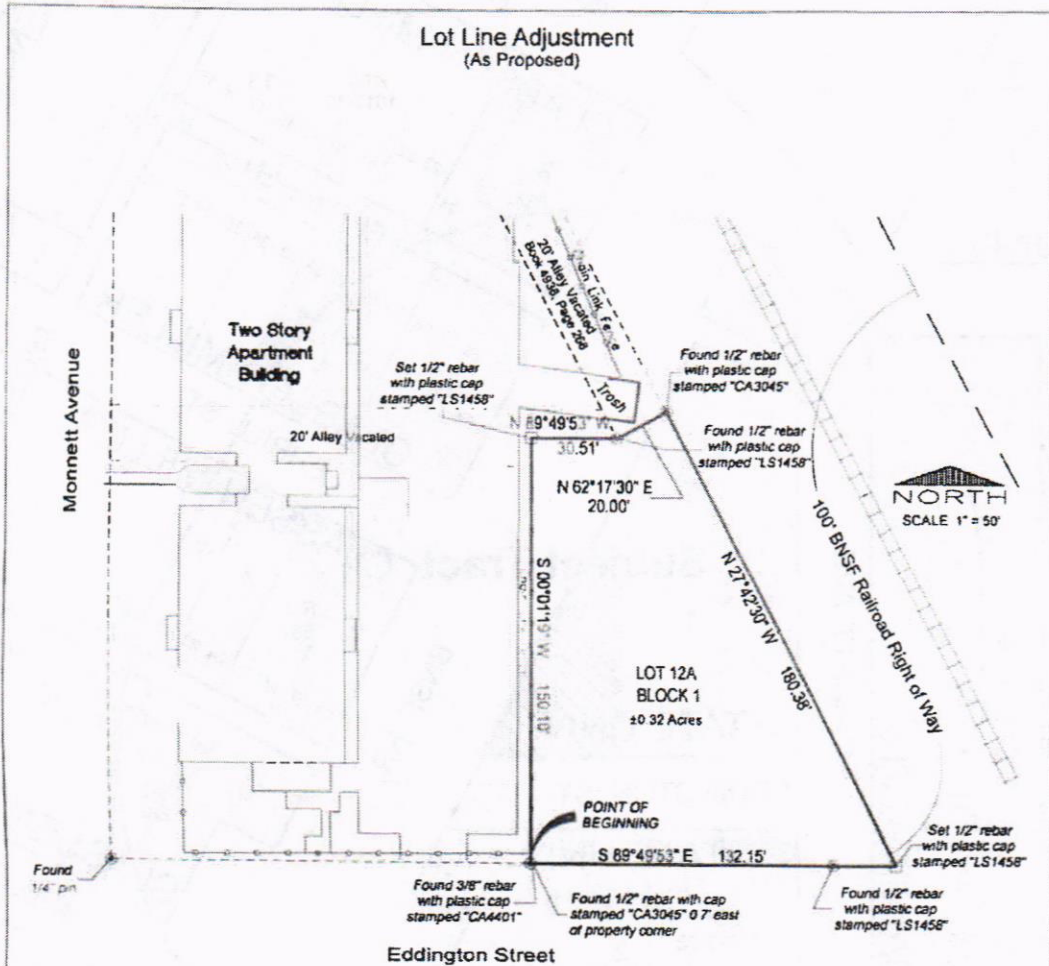 Lot Line Adjustment
(As Proposed)
20' Alley Vacated
Book 4936, Page 266
Chain Link Fence
Two Story
Apartment
Building
Monnett Avenue
Set 1/2" rebar
with plastic cap
stamped "LS1458"
Found 1/2" rebar
with plastic cap
stamped "CA3045"
Trash
N 89°49'53" W
30.51'
20' Alley Vacated
Found 1/2" rebar
with plastic cap
stamped "LS1458"
N 62°17'30" E
20.00'
NORTH
SCALE 1" = 50'
100' BNSF Railroad Right of Way
N 27°42'30" W 180.38'
S 00°01'19" W 150.10'
LOT 12A
BLOCK 1
±0.32 Acres
POINT OF
BEGINNING
S 89°49'53" E 132.15'
Set 1/2" rebar
with plastic cap
stamped "LS1458"
Found
1/4" pin
Found 3/8" rebar
with plastic cap
stamped "CA4401"
Found 1/2" rebar with cap
stamped "CA3045" 0.7' east
of property corner
Found 1/2" rebar
with plastic cap
stamped "LS1458"
Eddington Street